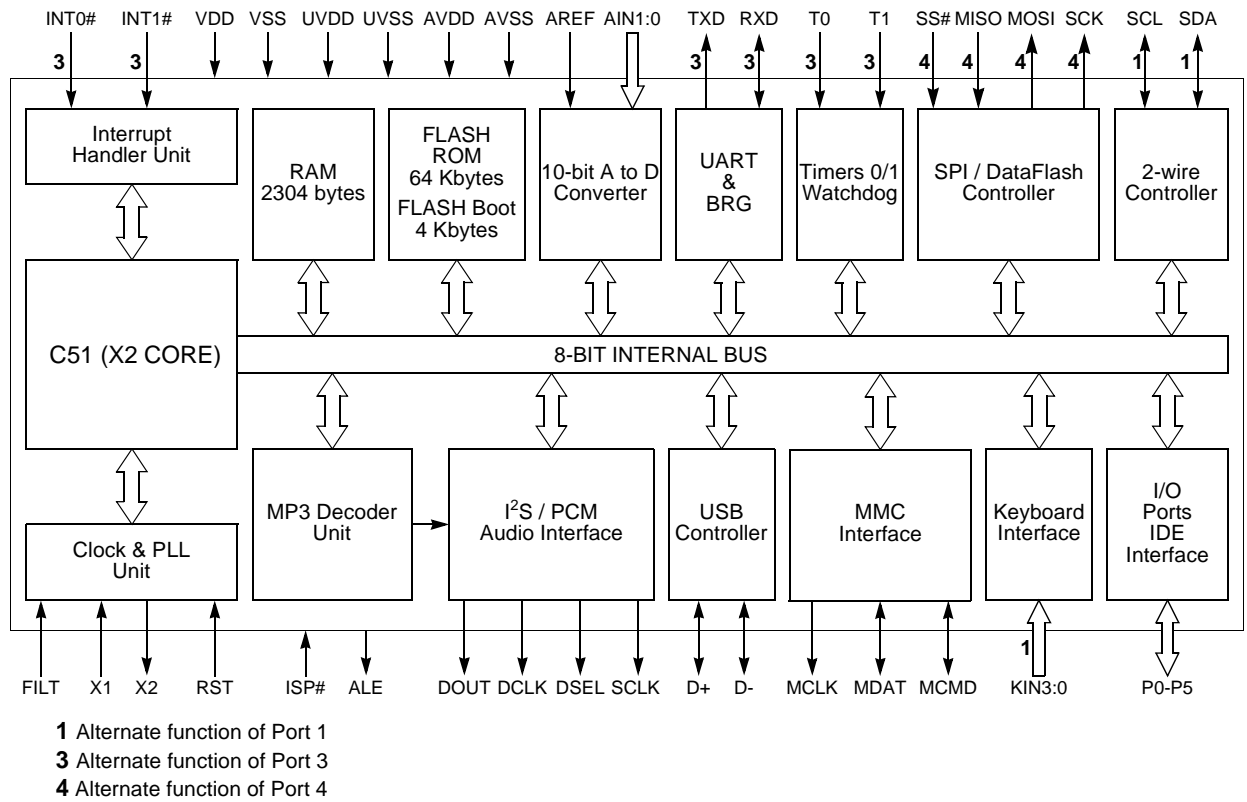 INT0# INT1# VDD VSS UVDD UVSS AVDD AVSS AREF AIN1:0 TXD RXD T0 T1 SS# MISO MOSI SCK SCL SDA
3 3 3 3 3 3 4 4 4 4 1 1
Interrupt
Handler Unit
RAM
2304 bytes
FLASH
ROM
64 Kbytes
FLASH Boot
4 Kbytes
10-bit A to D
Converter
UART
&
BRG
Timers 0/1
Watchdog
SPI / DataFlash
Controller
2-wire
Controller
C51 (X2 CORE)
8-BIT INTERNAL BUS
Clock & PLL
Unit
MP3 Decoder
Unit
I²S / PCM
Audio Interface
USB
Controller
MMC
Interface
Keyboard
Interface
I/O
Ports
IDE
Interface
1
FILT X1 X2 RST ISP# ALE DOUT DCLK DSEL SCLK D+ D- MCLK MDAT MCMD KIN3:0 P0-P5
1 Alternate function of Port 1
3 Alternate function of Port 3
4 Alternate function of Port 4